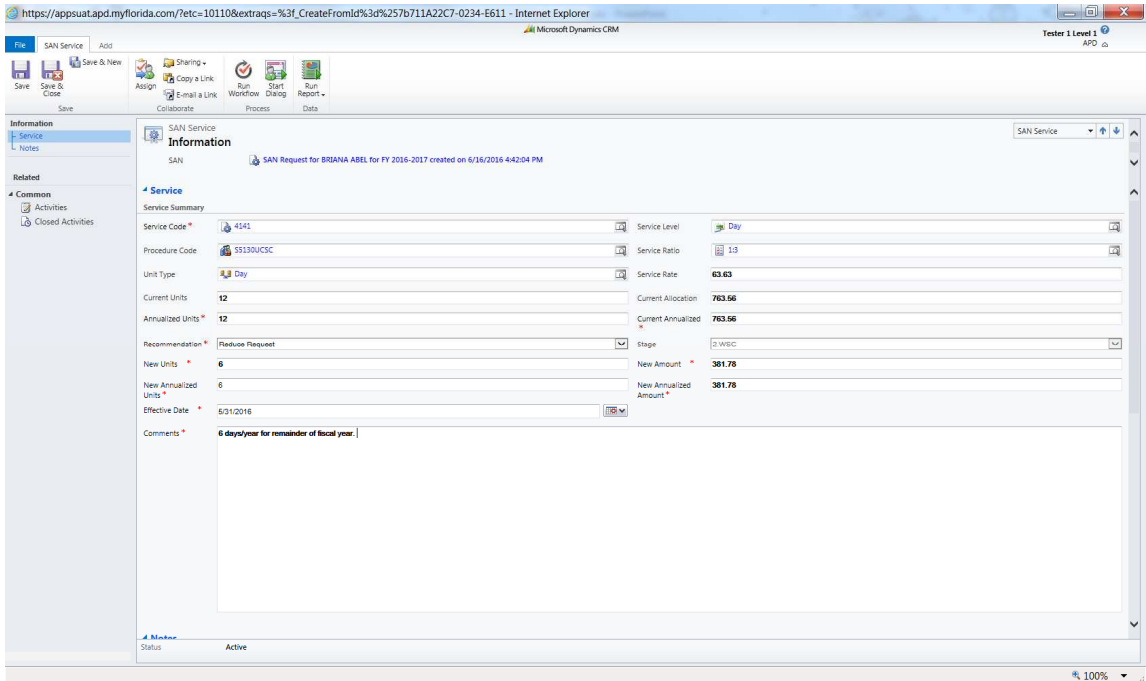 https://appsuat.apd.myflorida.com/?etc=10110&extraqs=%3f_CreateFromId%3d%257b711A22C7-0234-E611 - Internet Explorer
Microsoft Dynamics CRM
Tester 1 Level 1
APD
File SAN Service Add
Save
Save & Close
Save & New
Save
Assign
Sharing
Copy a Link
E-mail a Link
Collaborate
Run Workflow
Start Dialog
Process
Run Report
Data
Information
Service
Notes
Related
Common
Activities
Closed Activities
SAN Service
Information
SAN Service
SAN SAN Request for BRIANA ABEL for FY 2016-2017 created on 6/16/2016 4:42:04 PM
Service
Service Summary
Service Code * 4141 Service Level Day
Procedure Code S5130UCSC Service Ratio 1:3
Unit Type Day Service Rate 63.63
Current Units 12 Current Allocation 763.56
Annualized Units * 12 Current Annualized * 763.56
Recommendation * Reduce Request Stage 2.WSC
New Units * 6 New Amount * 381.78
New Annualized Units * 6 New Annualized Amount * 381.78
Effective Date * 5/31/2016
Comments * 6 days/year for remainder of fiscal year.
Notes
Status Active
100%